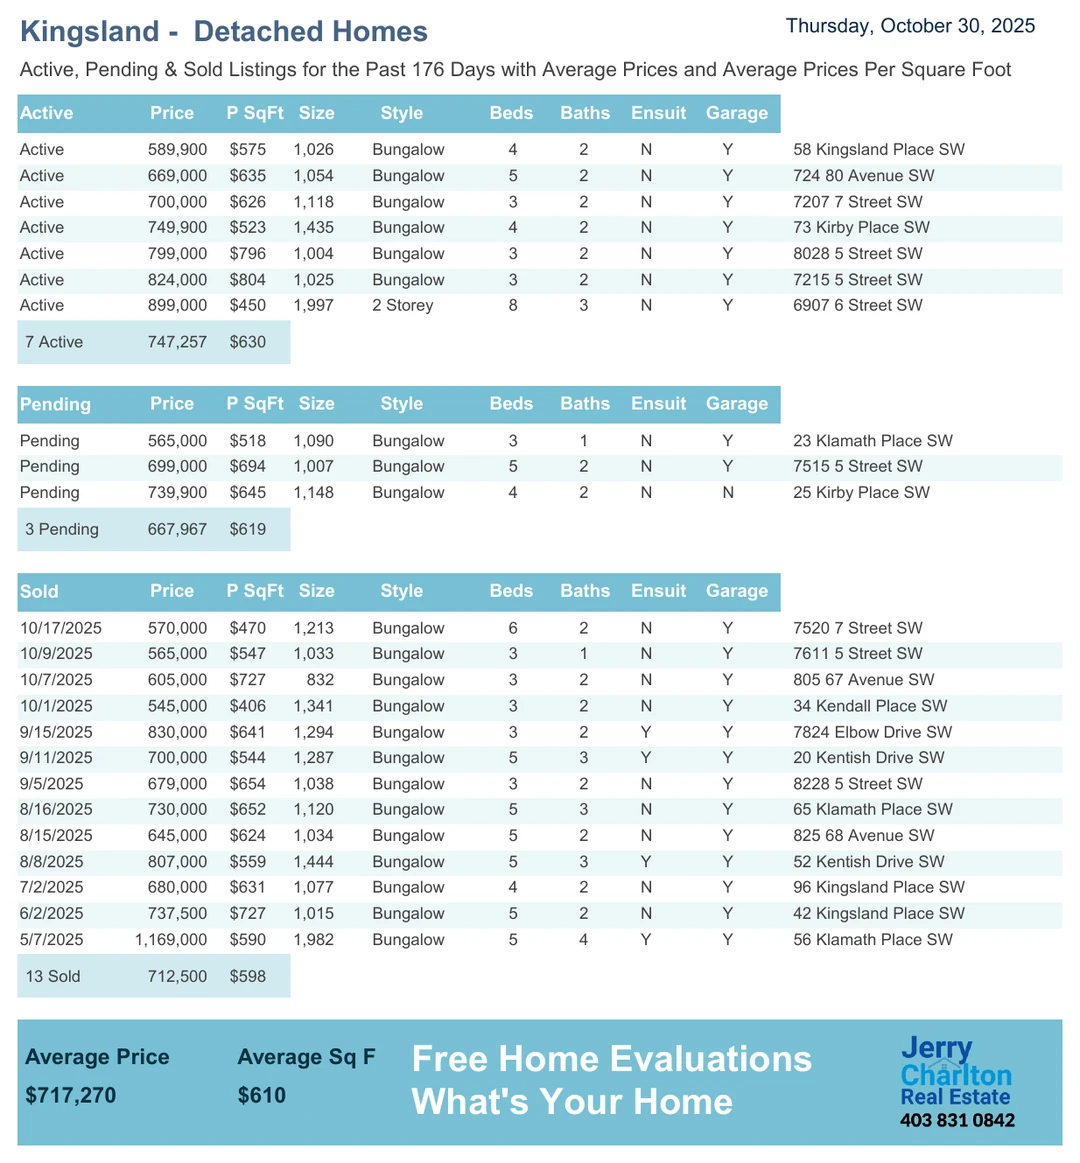 Kingsland - Detached Homes
Thursday, October 30, 2025
Active, Pending & Sold Listings for the Past 176 Days with Average Prices and Average Prices Per Square Foot
Active Price P SqFt Size Style Beds Baths Ensuit Garage
Active 589,900 $575 1,026 Bungalow 4 2 N Y 58 Kingsland Place SW
Active 669,000 $635 1,054 Bungalow 5 2 N Y 724 80 Avenue SW
Active 700,000 $626 1,118 Bungalow 3 2 N Y 7207 7 Street SW
Active 749,900 $523 1,435 Bungalow 4 2 N Y 73 Kirby Place SW
Active 799,000 $796 1,004 Bungalow 3 2 N Y 8028 5 Street SW
Active 824,000 $804 1,025 Bungalow 3 2 N Y 7215 5 Street SW
Active 899,000 $450 1,997 2 Storey 8 3 N Y 6907 6 Street SW
7 Active 747,257 $630
Pending Price P SqFt Size Style Beds Baths Ensuit Garage
Pending 565,000 $518 1,090 Bungalow 3 1 N Y 23 Klamath Place SW
Pending 699,000 $694 1,007 Bungalow 5 2 N Y 7515 5 Street SW
Pending 739,900 $645 1,148 Bungalow 4 2 N N 25 Kirby Place SW
3 Pending 667,967 $619
Sold Price P SqFt Size Style Beds Baths Ensuit Garage
10/17/2025 570,000 $470 1,213 Bungalow 6 2 N Y 7520 7 Street SW
10/9/2025 565,000 $547 1,033 Bungalow 3 1 N Y 7611 5 Street SW
10/7/2025 605,000 $727 832 Bungalow 3 2 N Y 805 67 Avenue SW
10/1/2025 545,000 $406 1,341 Bungalow 3 2 N Y 34 Kendall Place SW
9/15/2025 830,000 $641 1,294 Bungalow 3 2 Y Y 7824 Elbow Drive SW
9/11/2025 700,000 $544 1,287 Bungalow 5 3 Y Y 20 Kentish Drive SW
9/5/2025 679,000 $654 1,038 Bungalow 3 2 N Y 8228 5 Street SW
8/16/2025 730,000 $652 1,120 Bungalow 5 3 N Y 65 Klamath Place SW
8/15/2025 645,000 $624 1,034 Bungalow 5 2 N Y 825 68 Avenue SW
8/8/2025 807,000 $559 1,444 Bungalow 5 3 Y Y 52 Kentish Drive SW
7/2/2025 680,000 $631 1,077 Bungalow 4 2 N Y 96 Kingsland Place SW
6/2/2025 737,500 $727 1,015 Bungalow 5 2 N Y 42 Kingsland Place SW
5/7/2025 1,169,000 $590 1,982 Bungalow 5 4 Y Y 56 Klamath Place SW
13 Sold 712,500 $598
Average Price Average Sq F
$717,270 $610
Free Home Evaluations
What's Your Home
Jerry
Charlton
Real Estate
403 831 0842